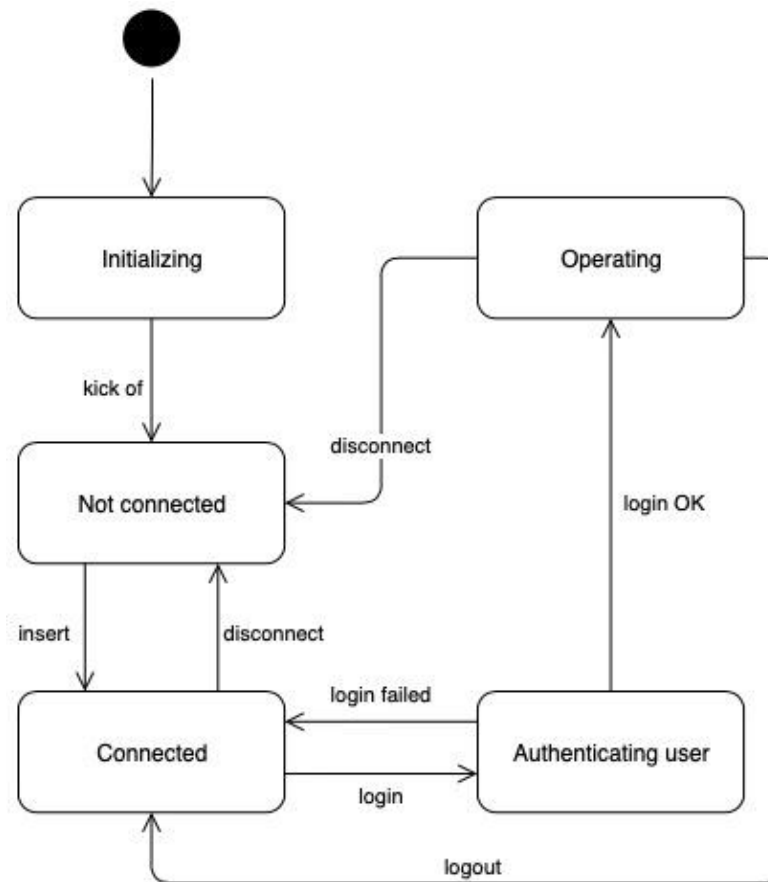 Initializing
Operating
kick of
disconnect
Not connected
login OK
insert
disconnect
login failed
Connected
Authenticating user
login
logout